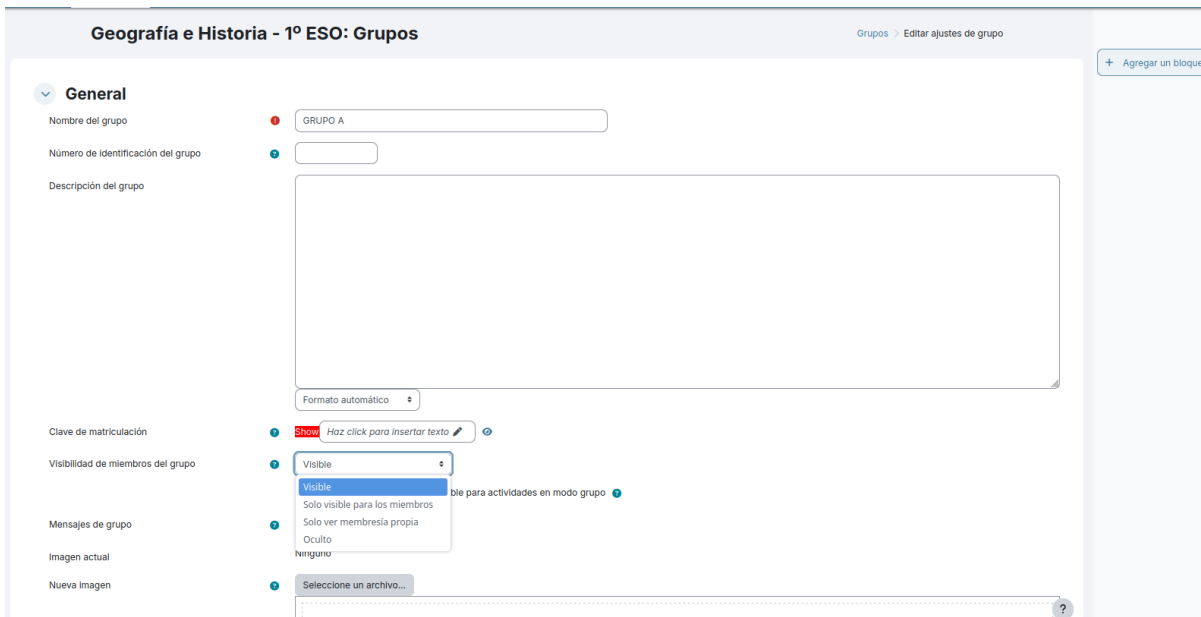 Geografía e Historia - 1º ESO: Grupos
Grupos > Editar ajustes de grupo
+ Agregar un bloque
General
Nombre del grupo
GRUPO A
Número de identificación del grupo
Descripción del grupo
Formato automático
Clave de matriculación
Show Haz click para insertar texto
Visibilidad de miembros del grupo
Visible
Visible
ble para actividades en modo grupo
Solo visible para los miembros
Solo ver membresía propia
Mensajes de grupo
Oculto
Imagen actual
Ninguno
Nueva imagen
Seleccione un archivo...
?